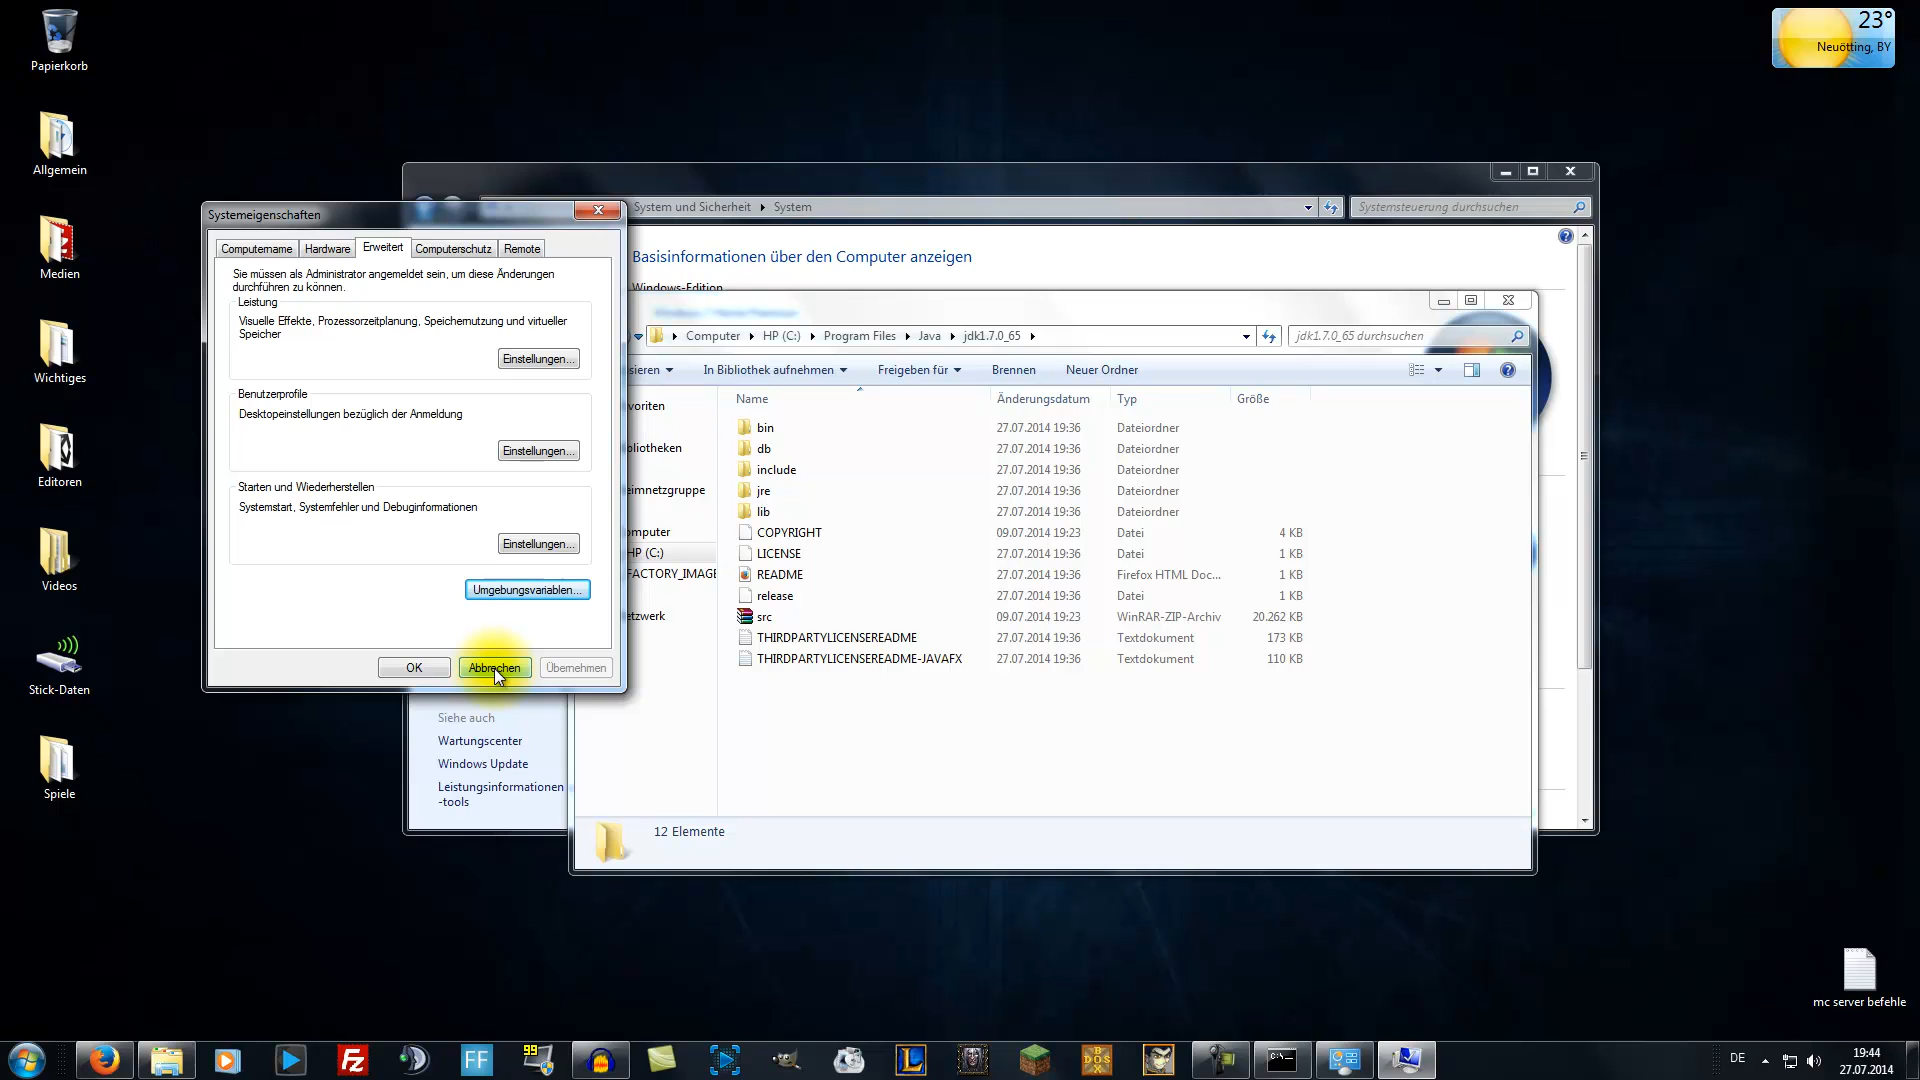 Papierkorb
Allgemein
Medien
Wichtiges
Editoren
Videos
Stick-Daten
Spiele
23°
Neuötting, BY
System und Sicherheit System
Systemsteuerung durchsuchen
Basisinformationen über den Computer anzeigen
Windows-Edition
Siehe auch
Wartungscenter
Windows Update
Leistungsinformationen
-tools
Systemeigenschaften
Computername Hardware Erweitert Computerschutz Remote
Sie müssen als Administrator angemeldet sein, um diese Änderungen
durchführen zu können.
Leistung
Visuelle Effekte, Prozessorzeitplanung, Speichernutzung und virtueller
Speicher
Einstellungen...
Benutzerprofile
Desktopeinstellungen bezüglich der Anmeldung
Einstellungen...
Starten und Wiederherstellen
Systemstart, Systemfehler und Debuginformationen
Einstellungen...
Umgebungsvariablen...
OK Abbrechen Übernehmen
Computer HP (C:) Program Files Java jdk1.7.0_65
jdk1.7.0_65 durchsuchen
sieren In Bibliothek aufnehmen Freigeben für Brennen Neuer Ordner
voriten
bliotheken
eimnetzgruppe
omputer
HP (C:)
FACTORY_IMAGE
etzwerk
Name Änderungsdatum Typ Größe
bin 27.07.2014 19:36 Dateiordner
db 27.07.2014 19:36 Dateiordner
include 27.07.2014 19:36 Dateiordner
jre 27.07.2014 19:36 Dateiordner
lib 27.07.2014 19:36 Dateiordner
COPYRIGHT 09.07.2014 19:23 Datei 4 KB
LICENSE 27.07.2014 19:36 Datei 1 KB
README 27.07.2014 19:36 Firefox HTML Doc... 1 KB
release 27.07.2014 19:36 Datei 1 KB
src 09.07.2014 19:23 WinRAR-ZIP-Archiv 20.262 KB
THIRDPARTYLICENSEREADME 27.07.2014 19:36 Textdokument 173 KB
THIRDPARTYLICENSEREADME-JAVAFX 27.07.2014 19:36 Textdokument 110 KB
12 Elemente
mc server befehle
FZ
FF
99
L
DOS
C:\
DE
19:44
27.07.2014